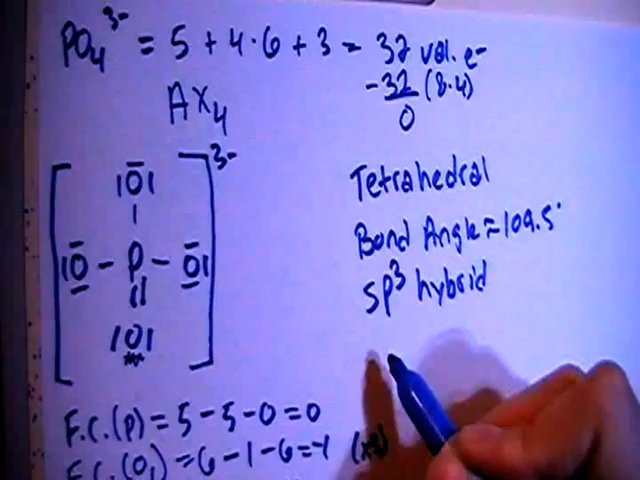 PO₄³⁻ = 5 + 4·6 + 3 = 32 val. e-
-32 (8·4)
0
AX₄
3-
|O|
|O - P - O|
|O|
Tetrahedral
Bond Angle ≈ 109.5°
sp³ hybrid
F.C.(P) = 5 - 5 - 0 = 0
F.C.(O₁) = 6 - 1 - 6 = -1